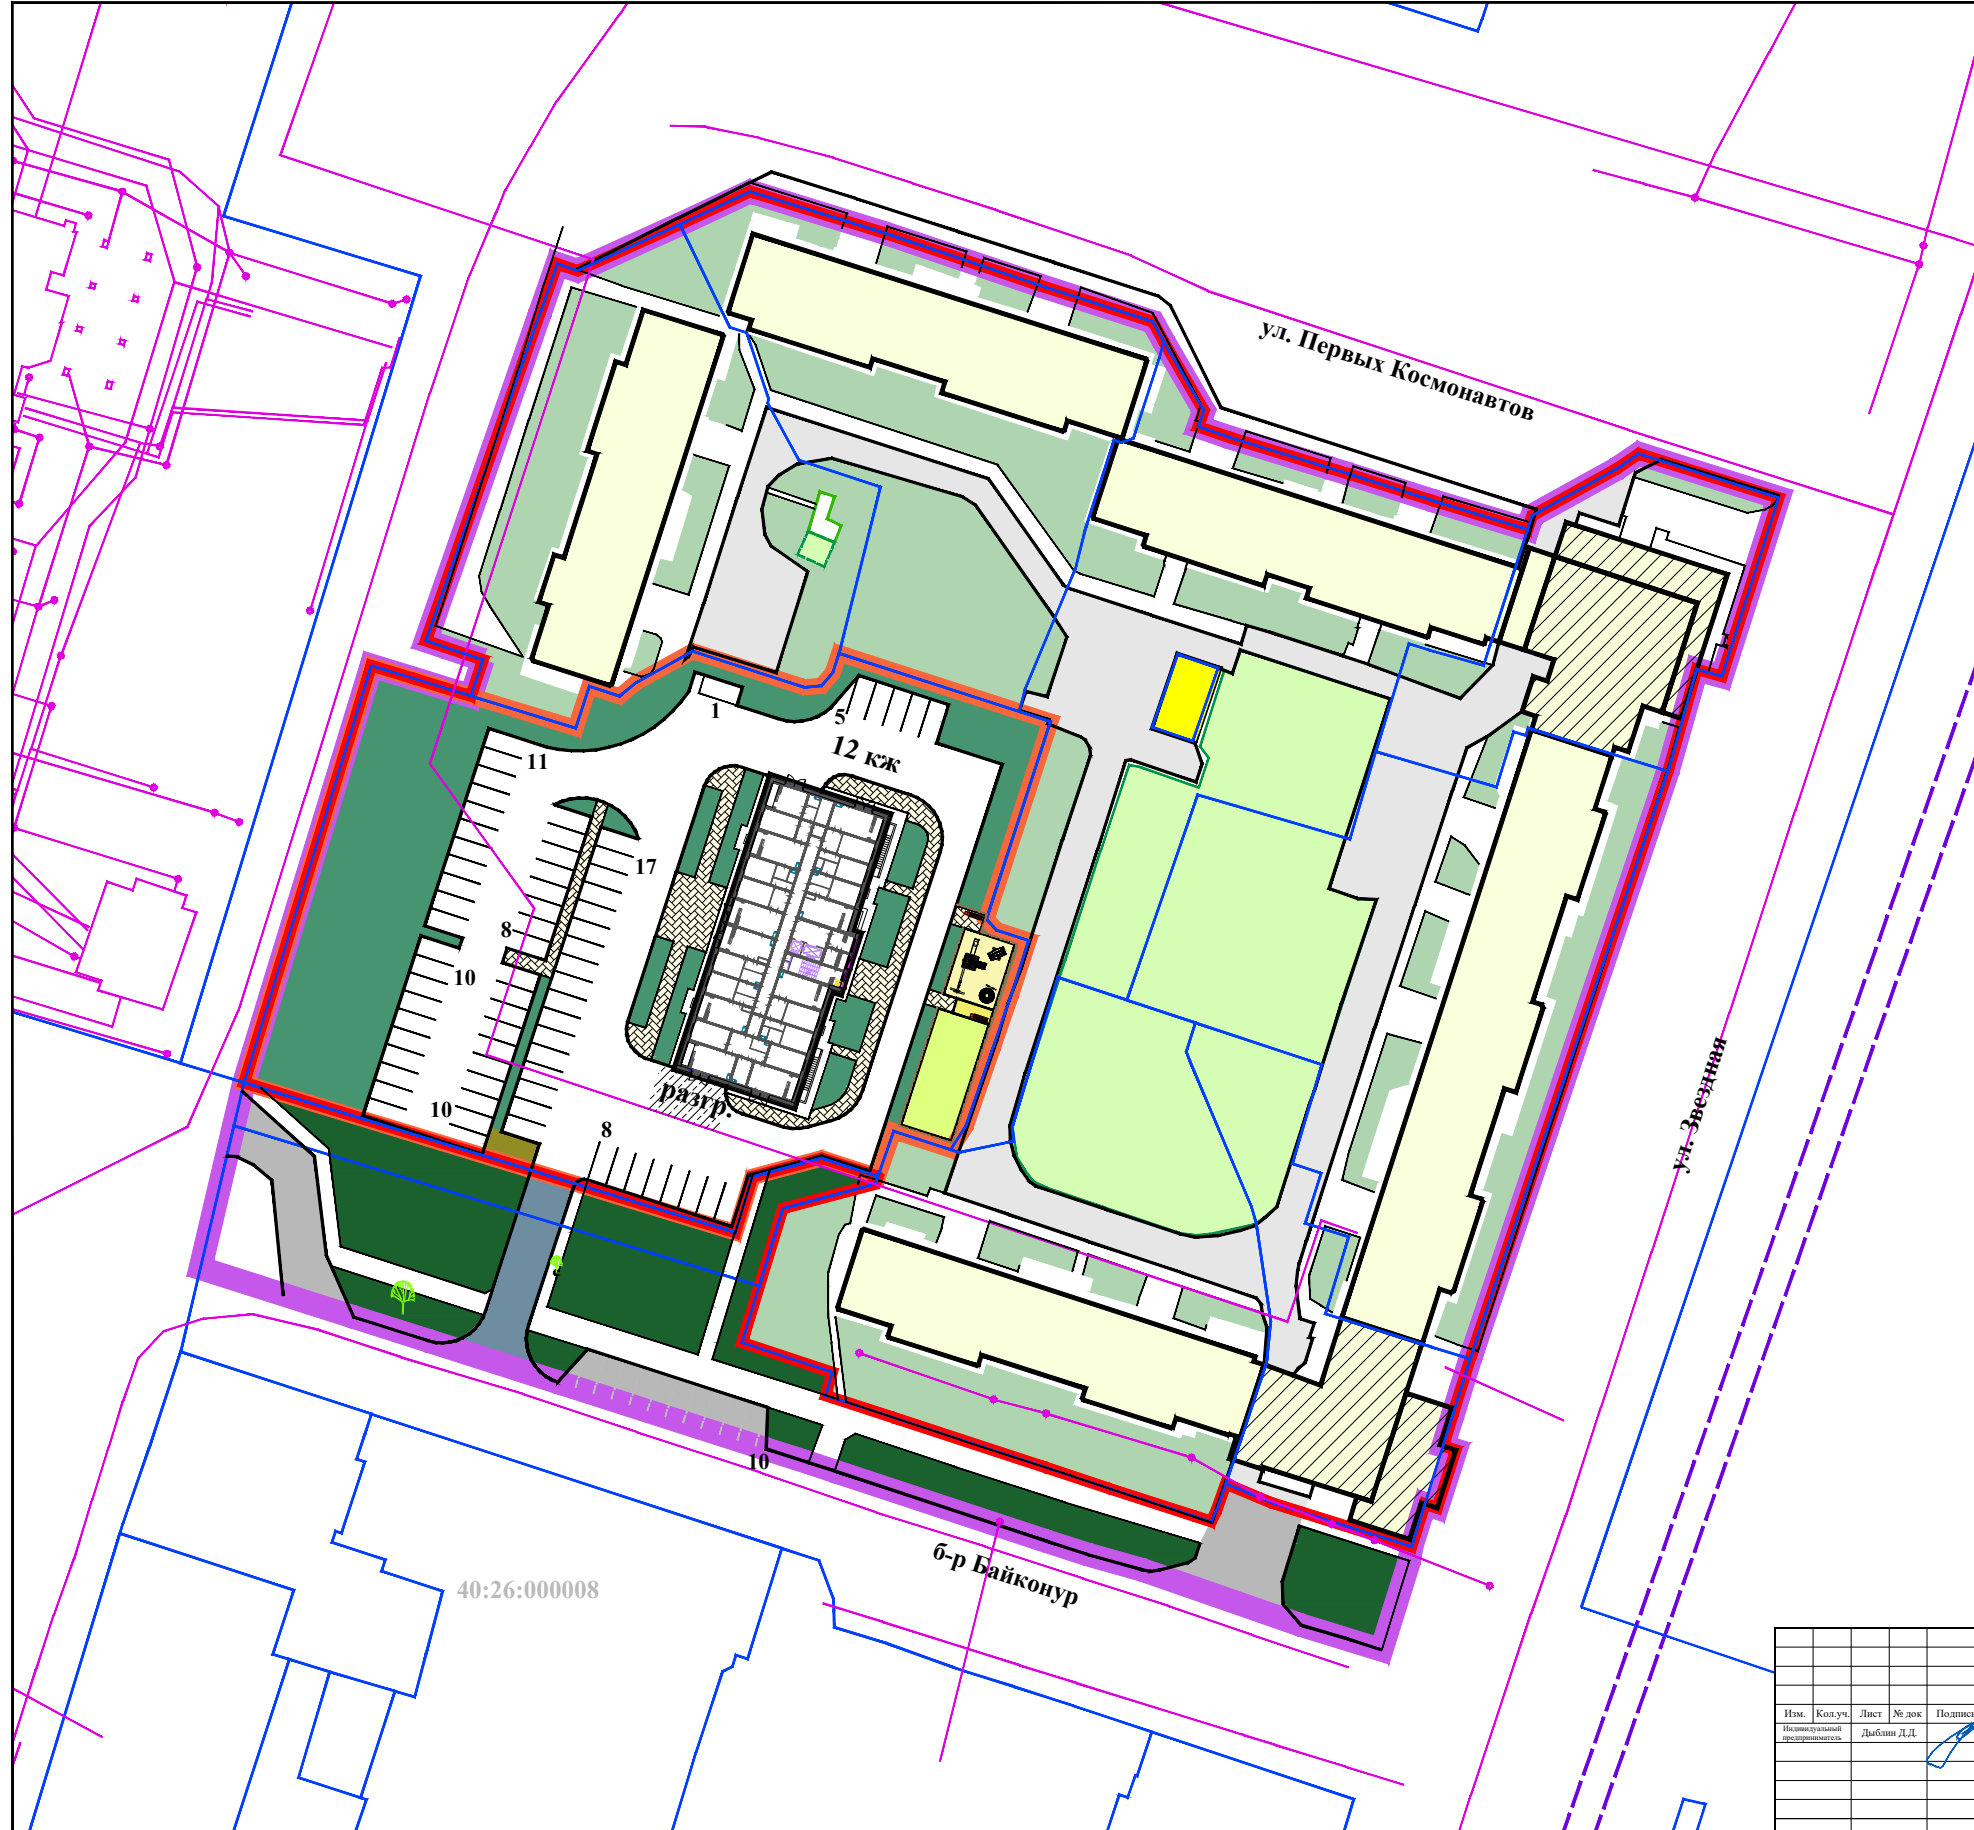 ул. Первых Космонавтов
1
5
12 кж
11
17
8
10
10
разгр.
8
ул. Звездная
10
б-р Байконур
40:26:000008
Изм. Кол.уч. Лист № док Подпись
Индивидуальный
предприниматель
Дыблин Д.Д.